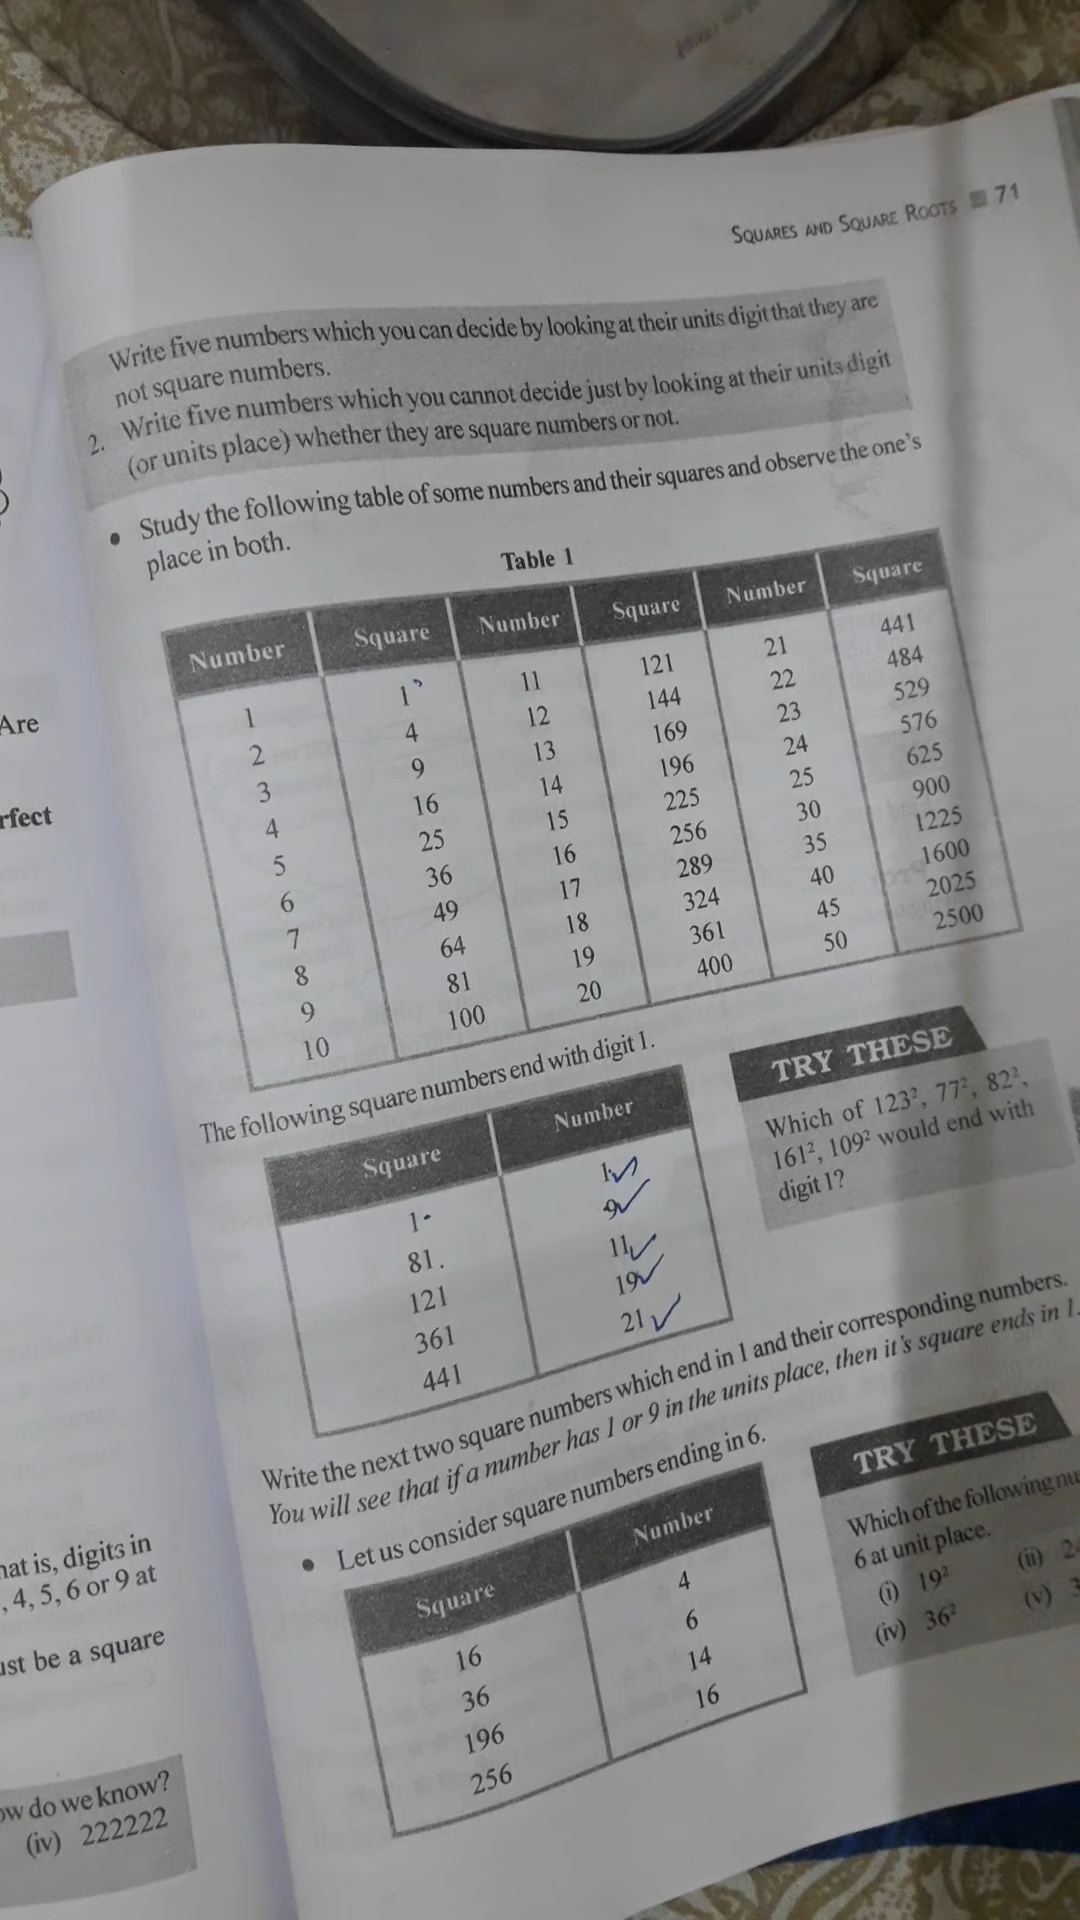 SQUARES AND SQUARE ROOTS 71
Write five numbers which you can decide by looking at their units digit that they are
not square numbers.
2. Write five numbers which you cannot decide just by looking at their units digit
(or units place) whether they are square numbers or not.
• Study the following table of some numbers and their squares and observe the one's
place in both.
Table 1
Number Square Number Square Number Square
1 1 11 121 21 441
2 4 12 144 22 484
3 9 13 169 23 529
4 16 14 196 24 576
5 25 15 225 25 625
6 36 16 256 30 900
7 49 17 289 35 1225
8 64 18 324 40 1600
9 81 19 361 45 2025
10 100 20 400 50 2500
The following square numbers end with digit 1.
Square Number
1 1
81 9
121 11
361 19
441 21
TRY THESE
Which of 123², 77², 82²,
161², 109² would end with
digit 1?
Write the next two square numbers which end in 1 and their corresponding numbers.
You will see that if a number has 1 or 9 in the units place, then it's square ends in 1.
• Let us consider square numbers ending in 6.
Square Number
16 4
36 6
196 14
256 16
TRY THESE
Which of the following nu
6 at unit place.
(i) 19² (ii) 2
(iv) 36² (v) 3
Are
rfect
hat is, digits in
, 4, 5, 6 or 9 at
ust be a square
ow do we know?
(iv) 222222